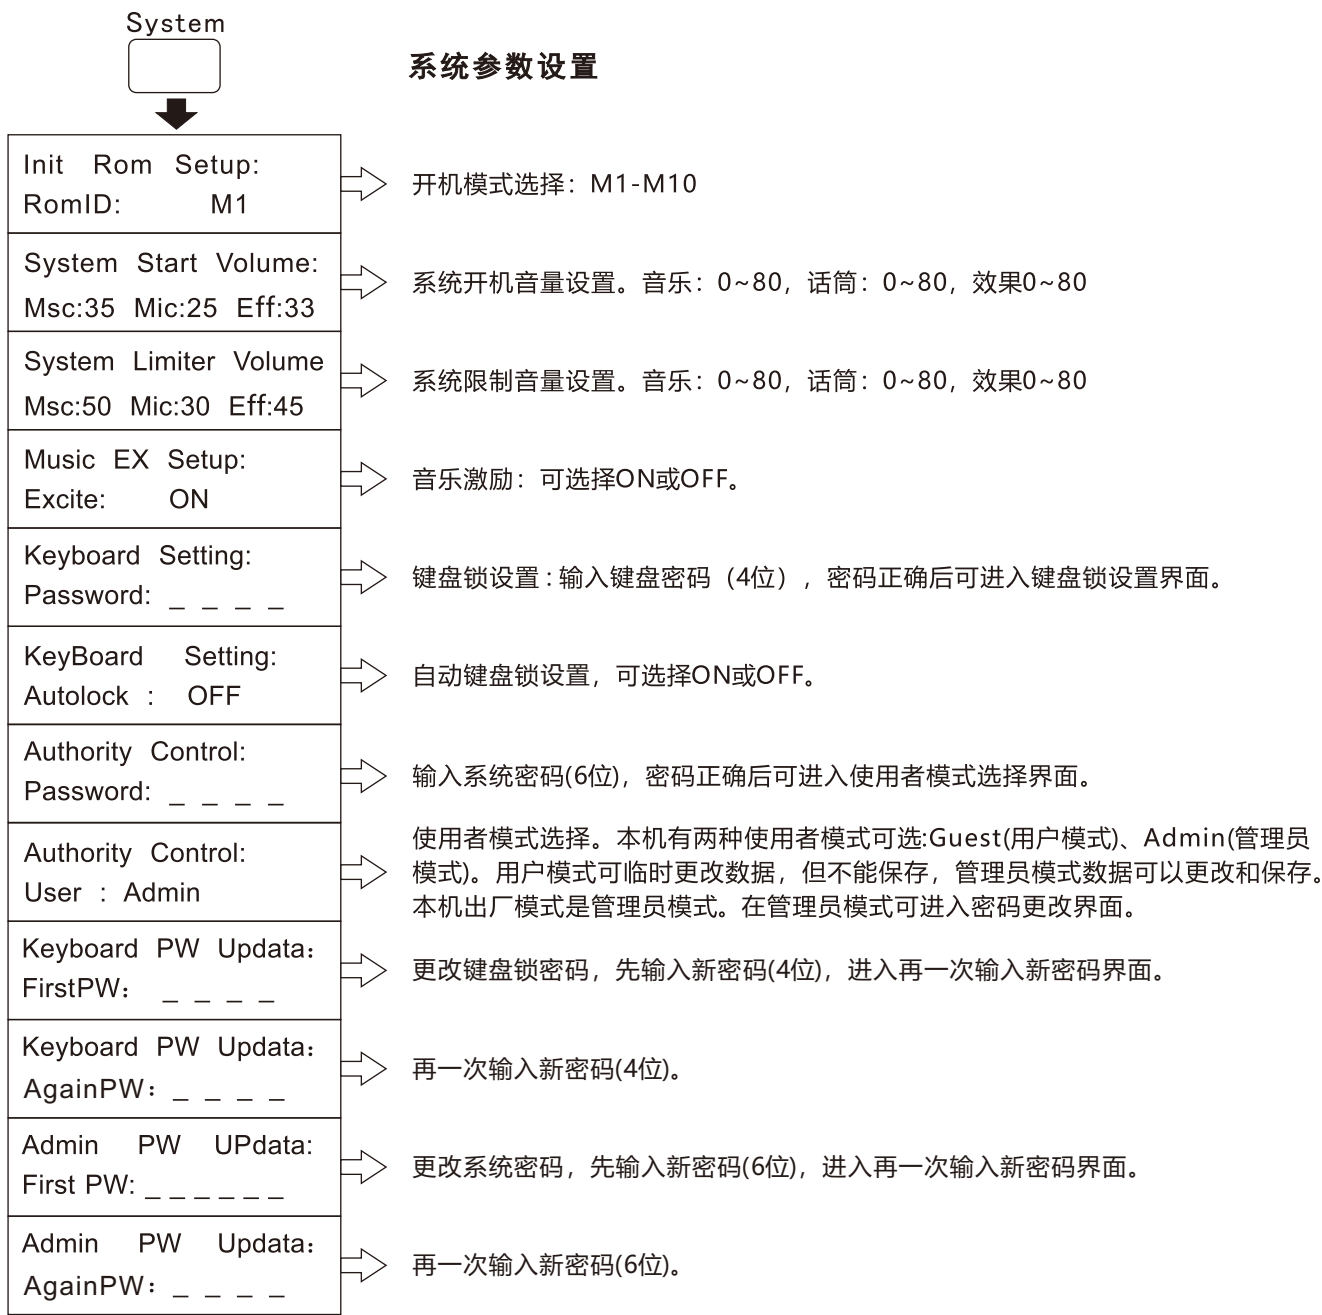 System
系统参数设置
Init Rom Setup:
RomID: M1
开机模式选择：M1-M10
System Start Volume:
Msc:35 Mic:25 Eff:33
系统开机音量设置。音乐：0~80，话筒：0~80，效果0~80
System Limiter Volume
Msc:50 Mic:30 Eff:45
系统限制音量设置。音乐：0~80，话筒：0~80，效果0~80
Music EX Setup:
Excite: ON
音乐激励：可选择ON或OFF。
Keyboard Setting:
Password: _ _ _ _
键盘锁设置：输入键盘密码（4位），密码正确后可进入键盘锁设置界面。
KeyBoard Setting:
Autolock : OFF
自动键盘锁设置，可选择ON或OFF。
Authority Control:
Password: _ _ _ _
输入系统密码(6位)，密码正确后可进入使用者模式选择界面。
Authority Control:
User : Admin
使用者模式选择。本机有两种使用者模式可选:Guest(用户模式)、Admin(管理员
模式)。用户模式可临时更改数据，但不能保存，管理员模式数据可以更改和保存。
本机出厂模式是管理员模式。在管理员模式可进入密码更改界面。
Keyboard PW Updata：
FirstPW： _ _ _ _
更改键盘锁密码，先输入新密码(4位)，进入再一次输入新密码界面。
Keyboard PW Updata：
AgainPW：_ _ _ _
再一次输入新密码(4位)。
Admin PW UPdata:
First PW: _ _ _ _ _ _
更改系统密码，先输入新密码(6位)，进入再一次输入新密码界面。
Admin PW Updata：
AgainPW：_ _ _ _
再一次输入新密码(6位)。